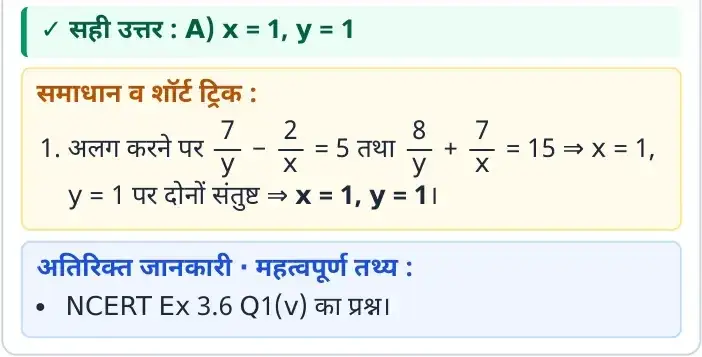 ✓ सही उत्तर : A) x = 1, y = 1
समाधान व शॉर्ट ट्रिक :
1. अलग करने पर 7/y − 2/x = 5 तथा 8/y + 7/x = 15 ⇒ x = 1,
y = 1 पर दोनों संतुष्ट ⇒ x = 1, y = 1।
अतिरिक्त जानकारी · महत्वपूर्ण तथ्य :
• NCERT Ex 3.6 Q1(v) का प्रश्न।